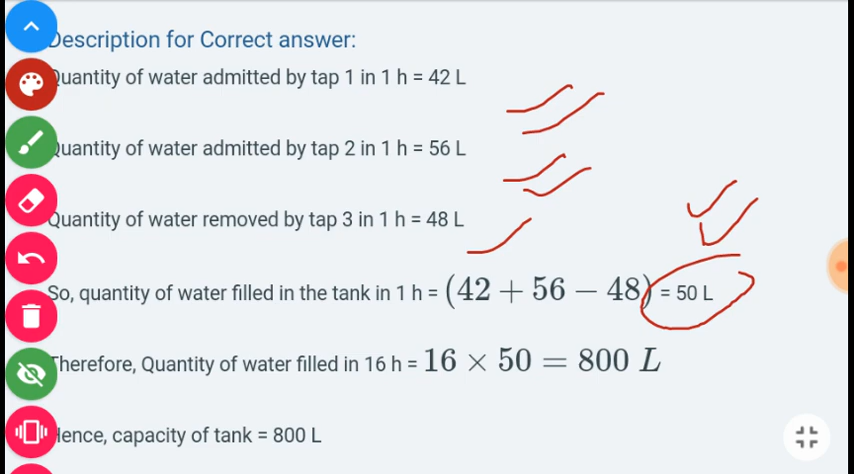 Description for Correct answer:
Quantity of water admitted by tap 1 in 1 h = 42 L
Quantity of water admitted by tap 2 in 1 h = 56 L
Quantity of water removed by tap 3 in 1 h = 48 L
So, quantity of water filled in the tank in 1 h = (42 + 56 − 48) = 50 L
Therefore, Quantity of water filled in 16 h = 16 × 50 = 800 L
Hence, capacity of tank = 800 L